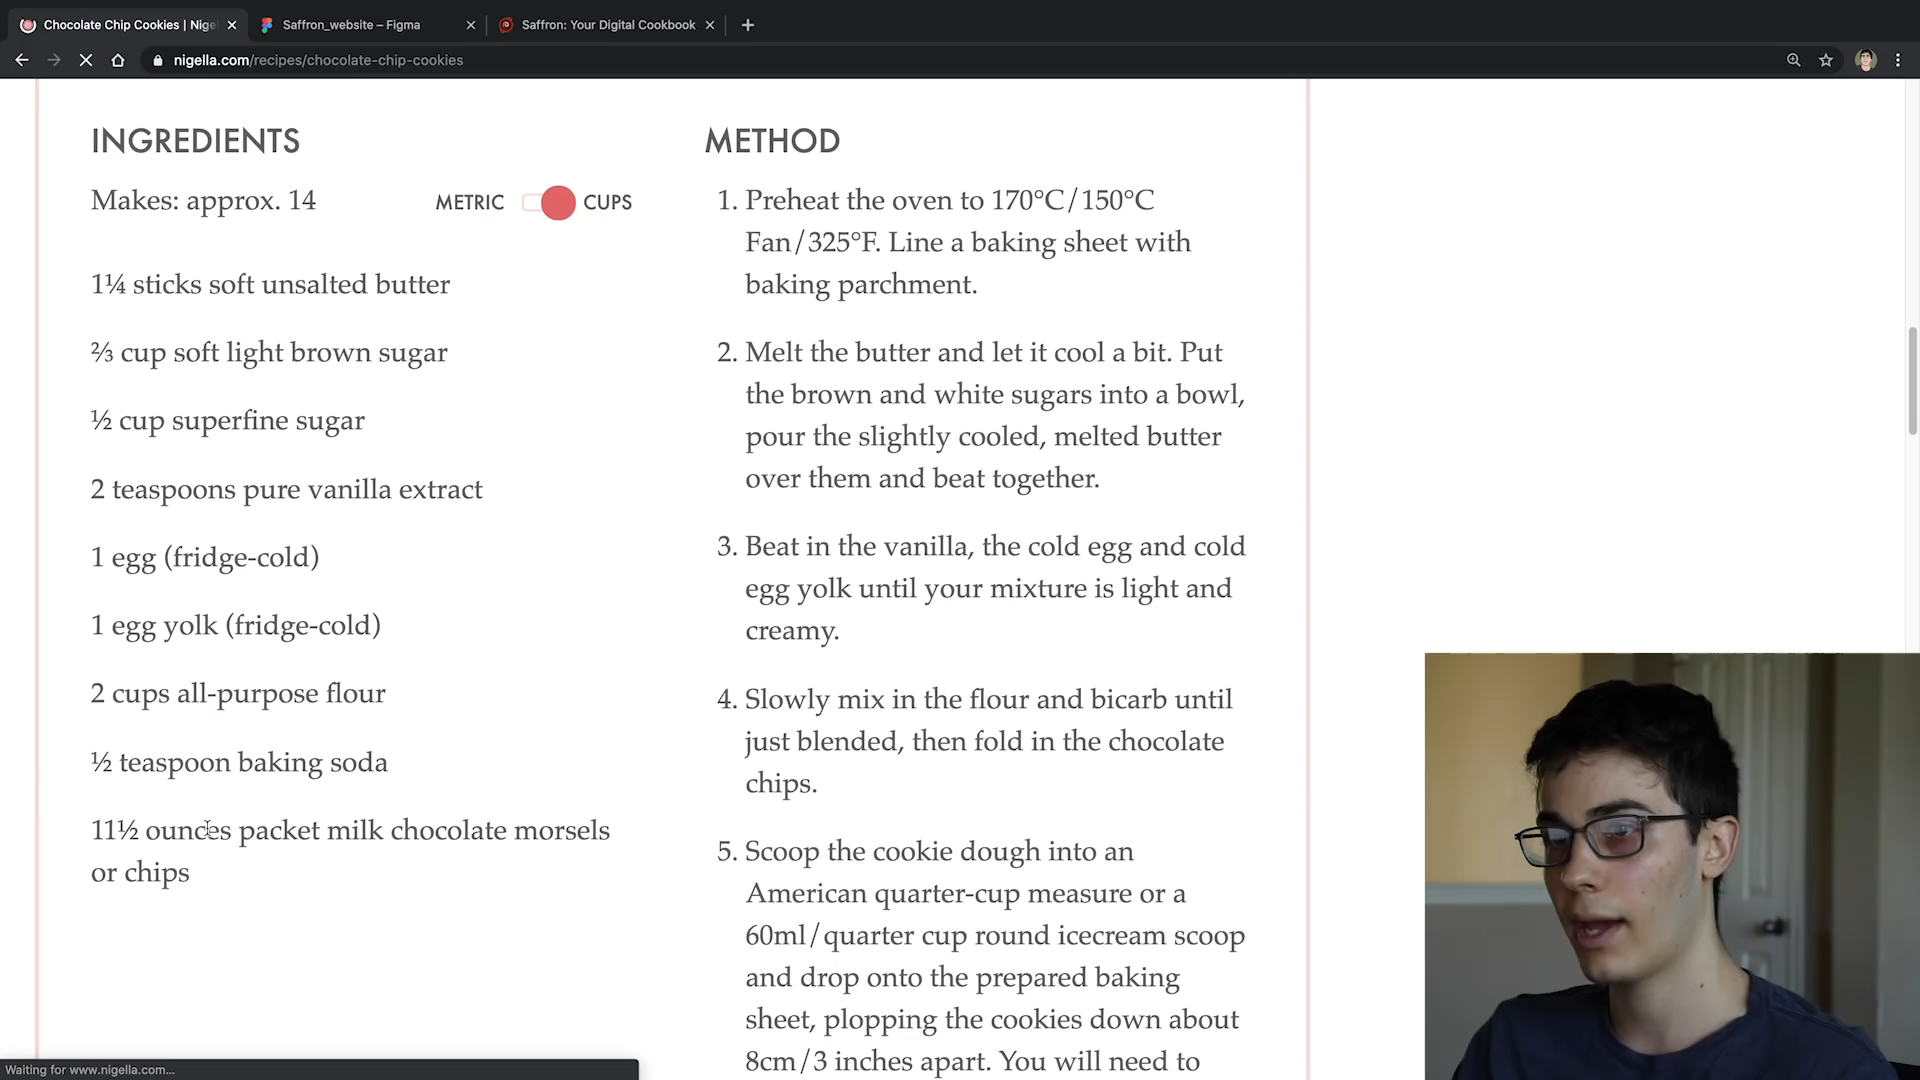 Chocolate Chip Cookies | Nige
Saffron_website – Figma
Saffron: Your Digital Cookbook
nigella.com/recipes/chocolate-chip-cookies
INGREDIENTS
Makes: approx. 14
METRIC
CUPS
1¼ sticks soft unsalted butter
⅔ cup soft light brown sugar
½ cup superfine sugar
2 teaspoons pure vanilla extract
1 egg (fridge-cold)
1 egg yolk (fridge-cold)
2 cups all-purpose flour
½ teaspoon baking soda
11½ ounces packet milk chocolate morsels
or chips
METHOD
1. Preheat the oven to 170°C/150°C
Fan/325°F. Line a baking sheet with
baking parchment.
2. Melt the butter and let it cool a bit. Put
the brown and white sugars into a bowl,
pour the slightly cooled, melted butter
over them and beat together.
3. Beat in the vanilla, the cold egg and cold
egg yolk until your mixture is light and
creamy.
4. Slowly mix in the flour and bicarb until
just blended, then fold in the chocolate
chips.
5. Scoop the cookie dough into an
American quarter-cup measure or a
60ml/quarter cup round icecream scoop
and drop onto the prepared baking
sheet, plopping the cookies down about
8cm/3 inches apart. You will need to
Waiting for www.nigella.com...